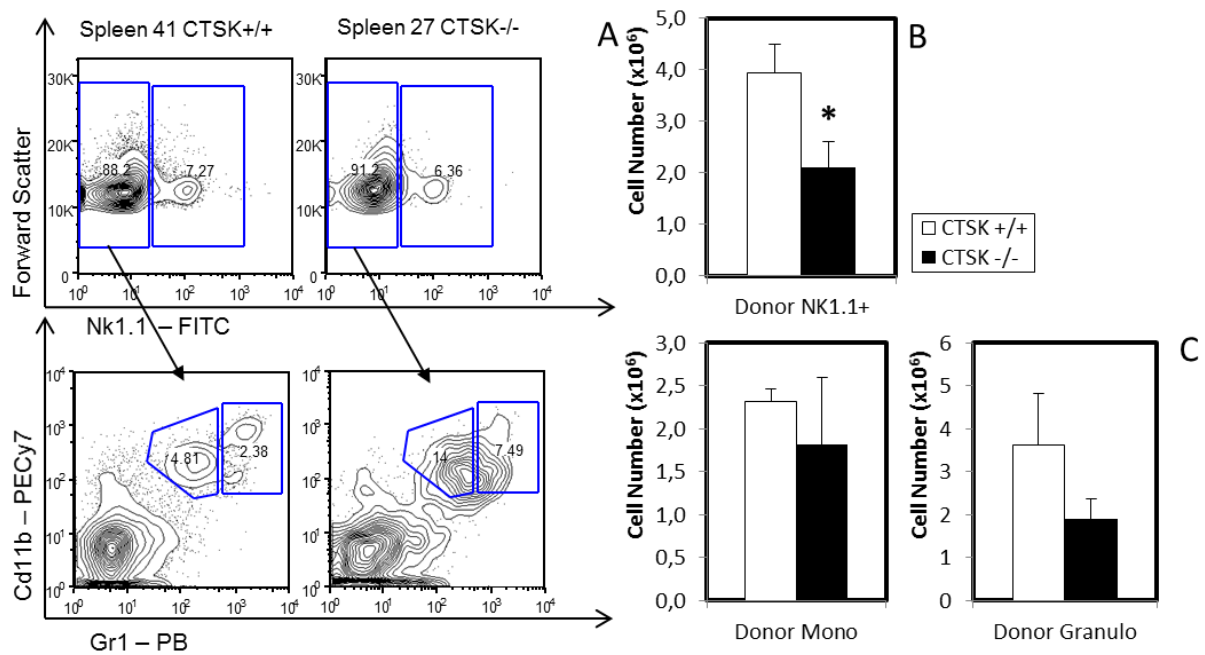 Spleen 41 CTSK+/+
Spleen 27 CTSK-/-
A
Forward Scatter
30K
20K
10K
0
88.2
7.27
10⁰ 10¹ 10² 10³ 10⁴
30K
20K
10K
0
91.2
6.36
10⁰ 10¹ 10² 10³ 10⁴
Nk1.1 – FITC
Cd11b – PECy7
10⁴
10³
10²
10¹
10⁰
4.81
2.38
10⁰ 10¹ 10² 10³ 10⁴
10⁴
10³
10²
10¹
10⁰
14
7.49
10⁰ 10¹ 10² 10³ 10⁴
Gr1 – PB
B
Cell Number (x10⁶)
5,0
4,0
3,0
2,0
1,0
0,0
*
Donor NK1.1+
CTSK +/+
CTSK -/-
C
Cell Number (x10⁶)
3,0
2,5
2,0
1,5
1,0
0,5
0,0
Donor Mono
Cell Number (x10⁶)
6
5
4
3
2
1
0
Donor Granulo